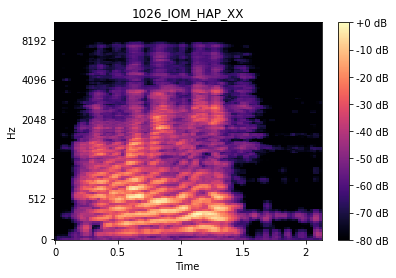 1026_IOM_HAP_XX
+0 dB
8192
-10 dB
4096
-20 dB
-30 dB
2048
Hz
-40 dB
1024
-50 dB
512
-60 dB
-70 dB
0
-80 dB
0 0.5 1 1.5 2
Time